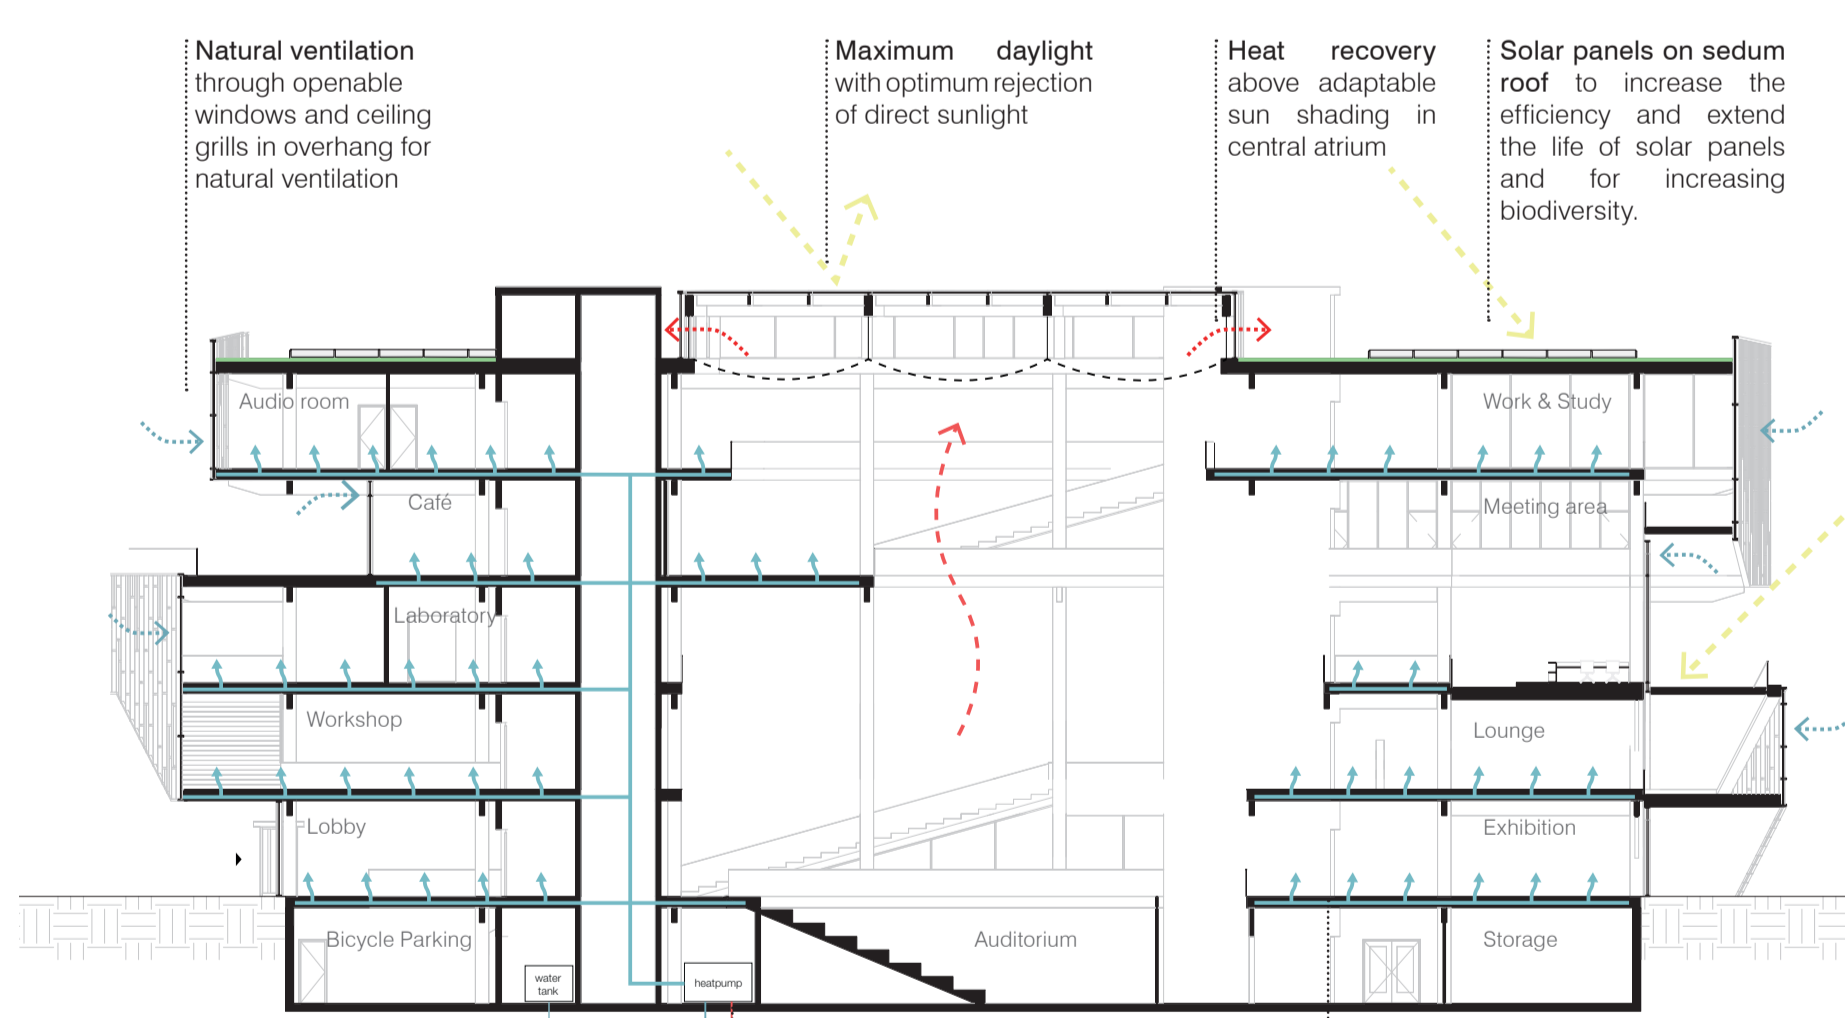 Natural ventilation
through openable
windows and ceiling
grills in overhang for
natural ventilation
Maximum daylight
with optimum rejection
of direct sunlight
Heat recovery
above adaptable
sun shading in
central atrium
Solar panels on sedum
roof to increase the
efficiency and extend
the life of solar panels
and for increasing
biodiversity.
Audio room
Work & Study
Café
Meeting area
Laboratory
Workshop
Lounge
Lobby
Exhibition
Bicycle Parking
Auditorium
Storage
water
tank
heatpump